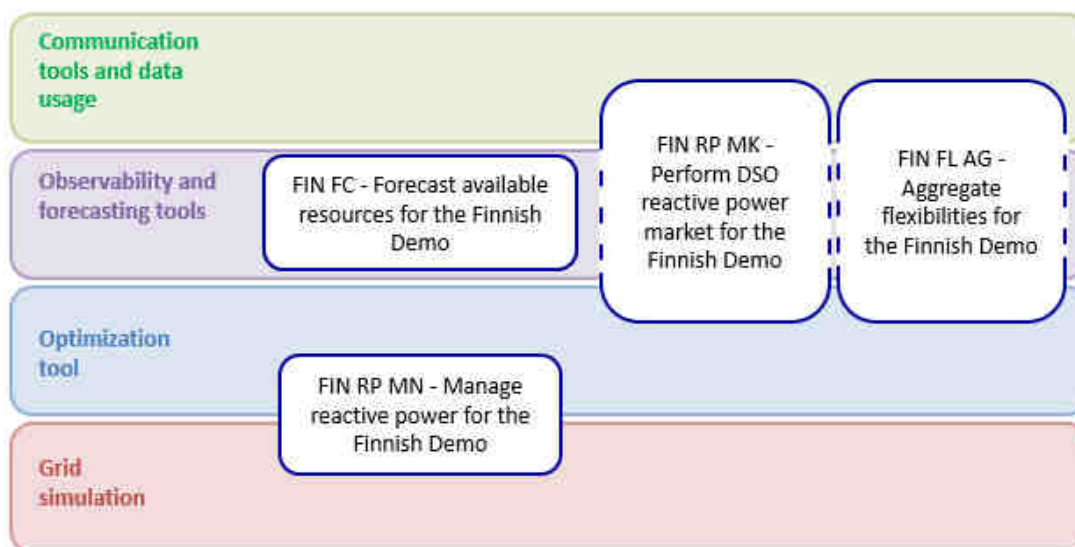 Communication
tools and data
usage
FIN RP MK -
Perform DSO
reactive power
market for the
Finnish Demo
FIN FL AG -
Aggregate
flexibilities for
the Finnish Demo
Observability and
forecasting tools
FIN FC - Forecast available
resources for the Finnish
Demo
Optimization
tool
FIN RP MN - Manage
reactive power for the
Finnish Demo
Grid
simulation